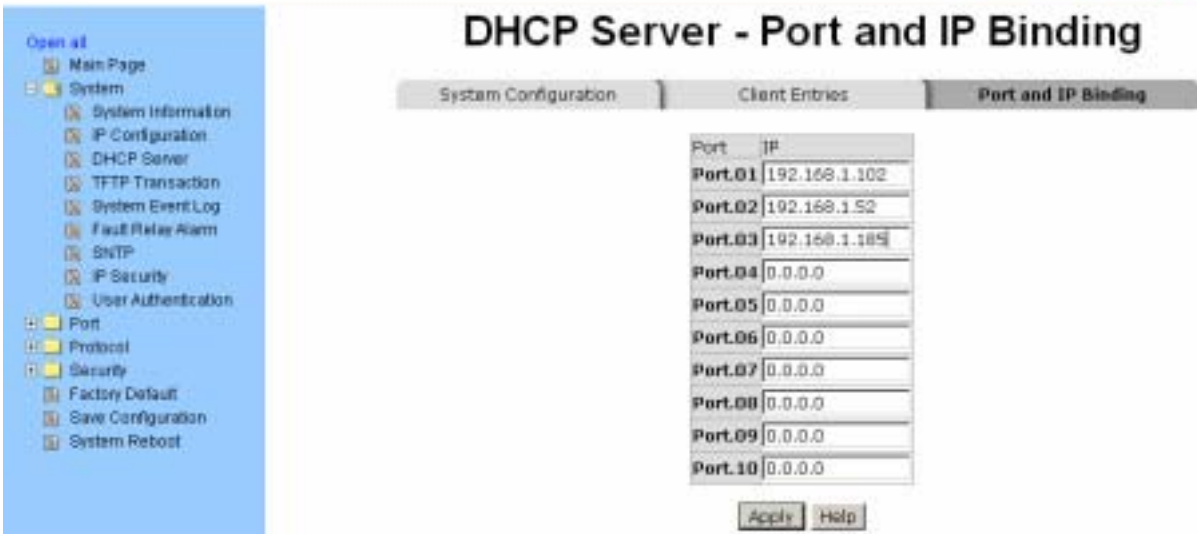 DHCP Server - Port and IP Binding
Open all
Main Page
System
System Information
IP Configuration
DHCP Server
TFTP Transaction
System Event Log
Fault Relay Alarm
SNTP
IP Security
User Authentication
Port
Protocol
Security
Factory Default
Save Configuration
System Reboot
System Configuration
Client Entries
Port and IP Binding
Port IP
Port.01 192.168.1.102
Port.02 192.168.1.52
Port.03 192.168.1.185
Port.04 0.0.0.0
Port.05 0.0.0.0
Port.06 0.0.0.0
Port.07 0.0.0.0
Port.08 0.0.0.0
Port.09 0.0.0.0
Port.10 0.0.0.0
Apply Help